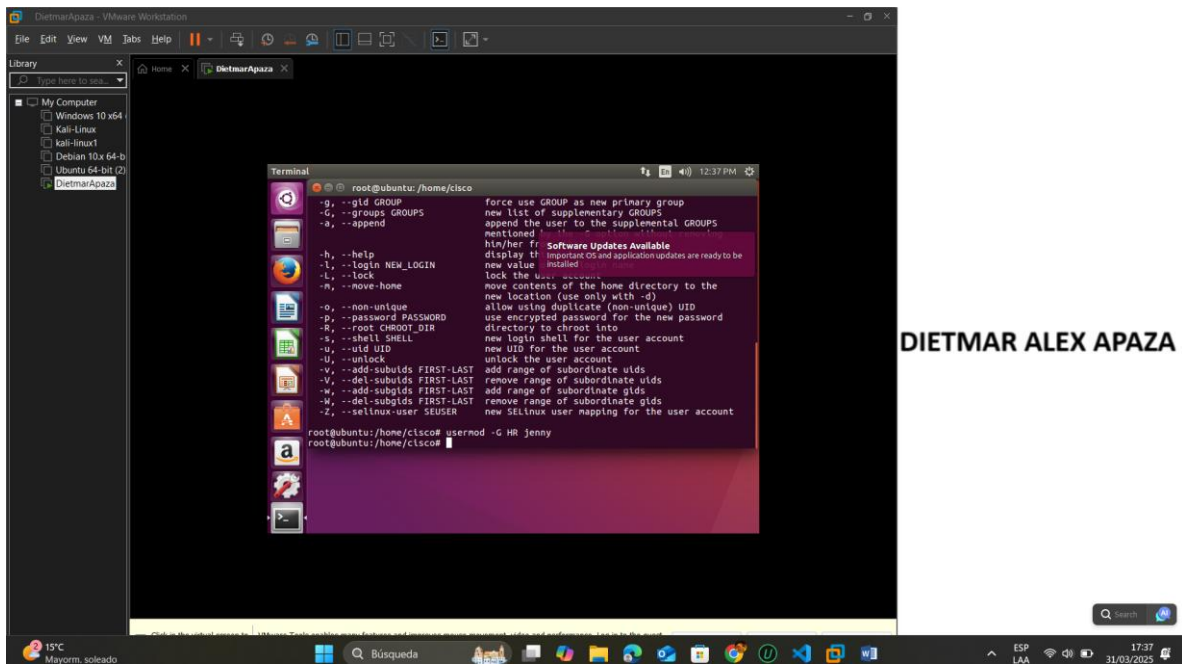 DietmarApaza - VMware Workstation
File Edit View VM Tabs Help
Library X
Type here to sea...
Home X DietmarApaza X
My Computer
Windows 10 x64
Kali-Linux
kali-linux1
Debian 10.x 64-b
Ubuntu 64-bit (2)
DietmarApaza
Terminal En 12:37 PM
root@ubuntu: /home/cisco
-g, --gid GROUP force use GROUP as new primary group
-G, --groups GROUPS new list of supplementary GROUPS
-a, --append append the user to the supplemental GROUPS
mentioned by the -G option without removing
him/her fr
Software Updates Available
Important OS and application updates are ready to be
installed
-h, --help display th
-l, --login NEW_LOGIN new value
-L, --lock lock the user account
-m, --move-home move contents of the home directory to the
new location (use only with -d)
-o, --non-unique allow using duplicate (non-unique) UID
-p, --password PASSWORD use encrypted password for the new password
-R, --root CHROOT_DIR directory to chroot into
-s, --shell SHELL new login shell for the user account
-u, --uid UID new UID for the user account
-U, --unlock unlock the user account
-v, --add-subuids FIRST-LAST add range of subordinate uids
-V, --del-subuids FIRST-LAST remove range of subordinate uids
-w, --add-subgids FIRST-LAST add range of subordinate gids
-W, --del-subgids FIRST-LAST remove range of subordinate gids
-Z, --selinux-user SEUSER new SELinux user mapping for the user account
root@ubuntu:/home/cisco# usermod -G HR jenny
root@ubuntu:/home/cisco#
DIETMAR ALEX APAZA
Search
2
15°C
Mayorm. soleado
Búsqueda
ESP
LAA
17:37
31/03/2025